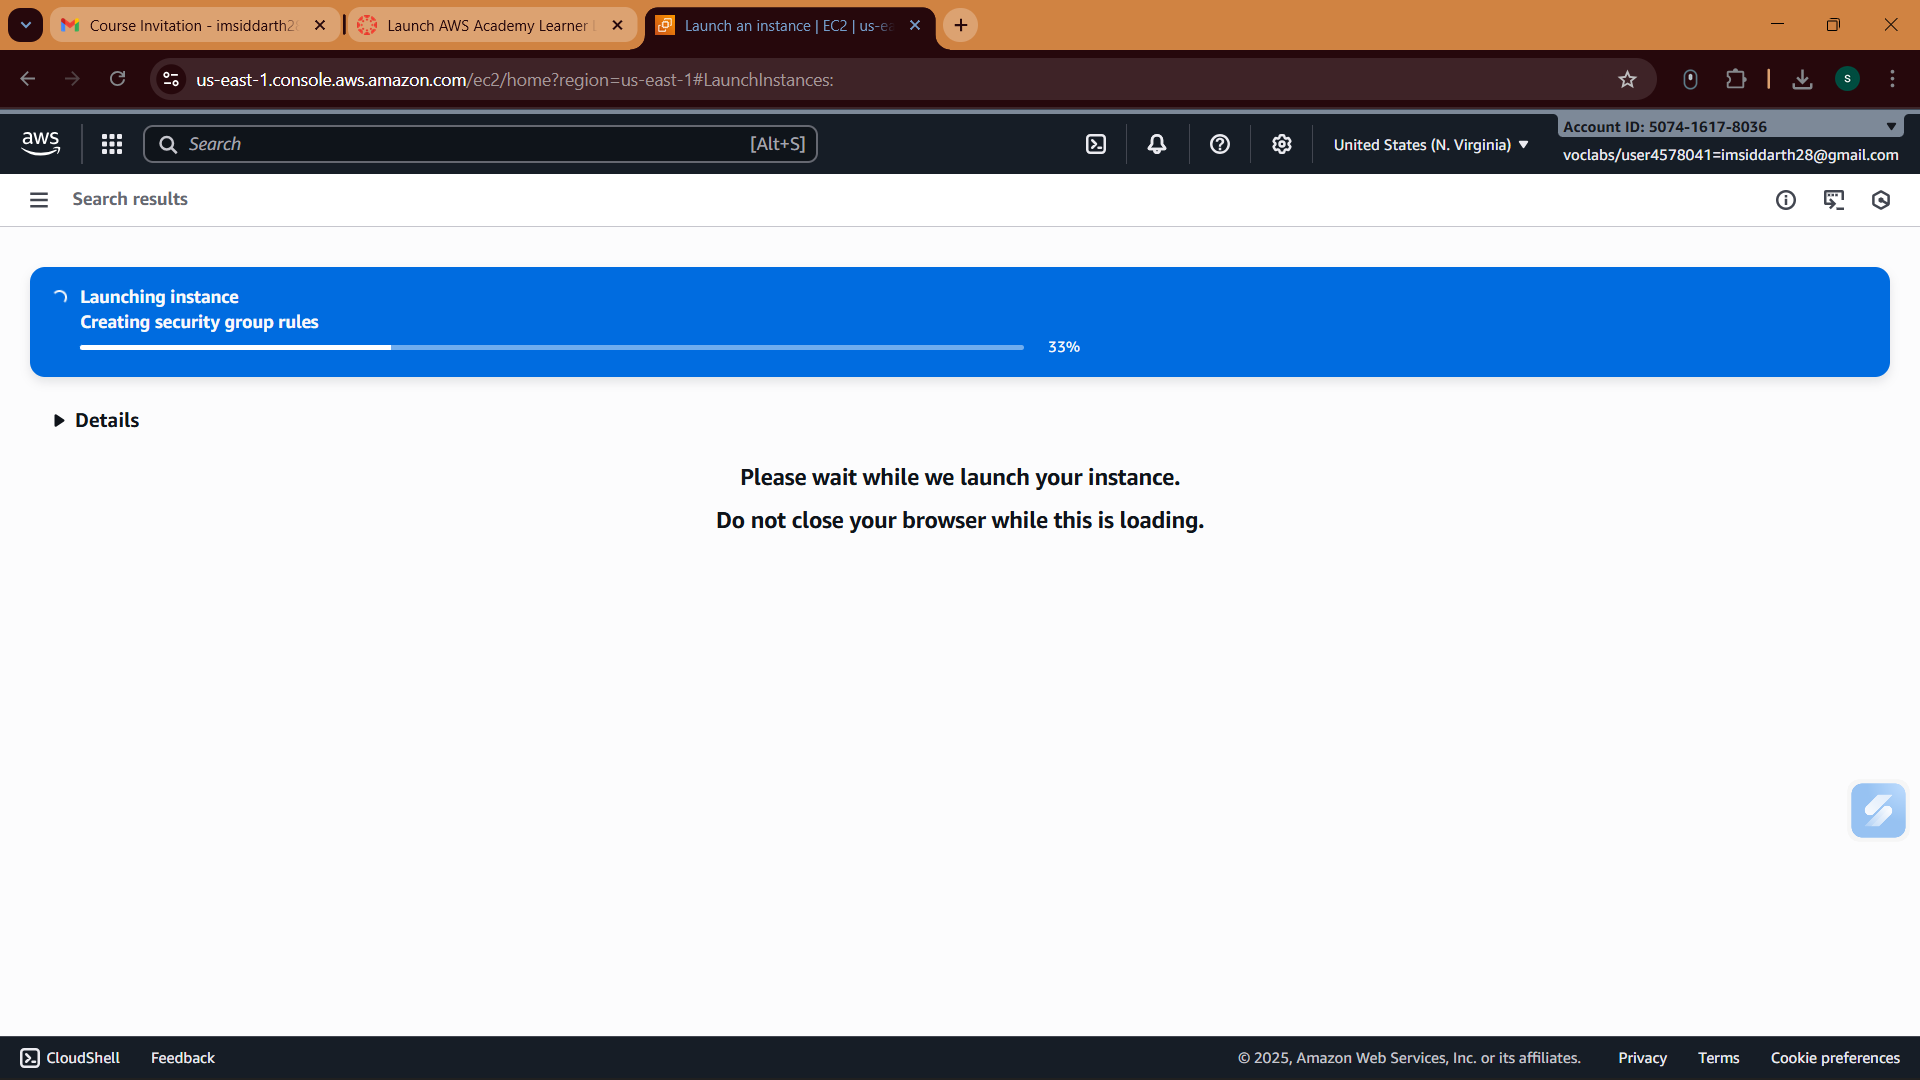 Course Invitation - imsiddarth28
Launch AWS Academy Learner L
Launch an instance | EC2 | us-ea
us-east-1.console.aws.amazon.com/ec2/home?region=us-east-1#LaunchInstances:
S
aws
Search
[Alt+S]
United States (N. Virginia)
Account ID: 5074-1617-8036
voclabs/user4578041=imsiddarth28@gmail.com
Search results
Launching instance
Creating security group rules
33%
Details
Please wait while we launch your instance.
Do not close your browser while this is loading.
CloudShell
Feedback
© 2025, Amazon Web Services, Inc. or its affiliates.
Privacy
Terms
Cookie preferences